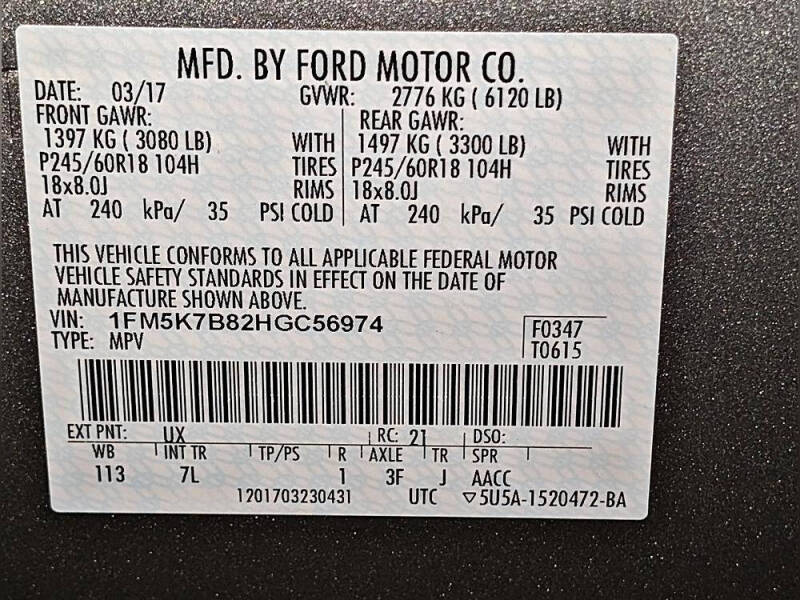 MFD. BY FORD MOTOR CO.
DATE: 03/17 GVWR: 2776 KG ( 6120 LB)
FRONT GAWR: REAR GAWR:
1397 KG ( 3080 LB) WITH 1497 KG ( 3300 LB) WITH
P245/60R18 104H TIRES P245/60R18 104H TIRES
18x8.0J RIMS 18x8.0J RIMS
AT 240 kPa/ 35 PSI COLD AT 240 kPa/ 35 PSI COLD
THIS VEHICLE CONFORMS TO ALL APPLICABLE FEDERAL MOTOR
VEHICLE SAFETY STANDARDS IN EFFECT ON THE DATE OF
MANUFACTURE SHOWN ABOVE.
VIN: 1FM5K7B82HGC56974 F0347
TYPE: MPV T0615
EXT PNT: UX RC: 21 DSO:
WB INT TR TP/PS R AXLE TR SPR
113 7L 1 3F J AACC
1201703230431 UTC ▽5U5A-1520472-BA